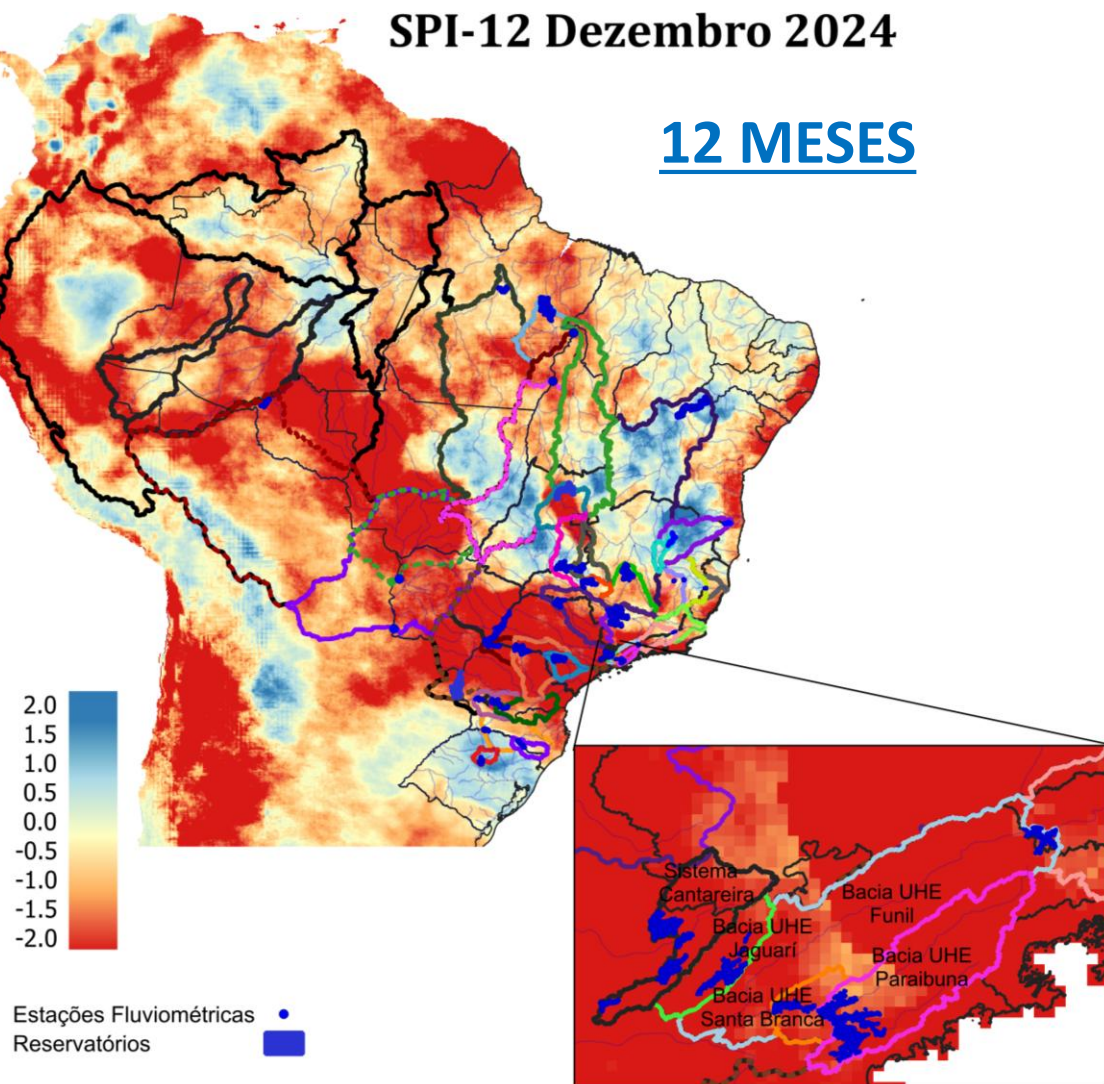 SPI-12 Dezembro 2024
12 MESES
2.0
1.5
1.0
0.5
0.0
-0.5
-1.0
-1.5
-2.0
Estações Fluviométricas
Reservatórios
Sistema
Cantareira
Bacia UHE
Funil
Bacia UHE
Jaguarí
Bacia UHE
Paraibuna
Bacia UHE
Santa Branca